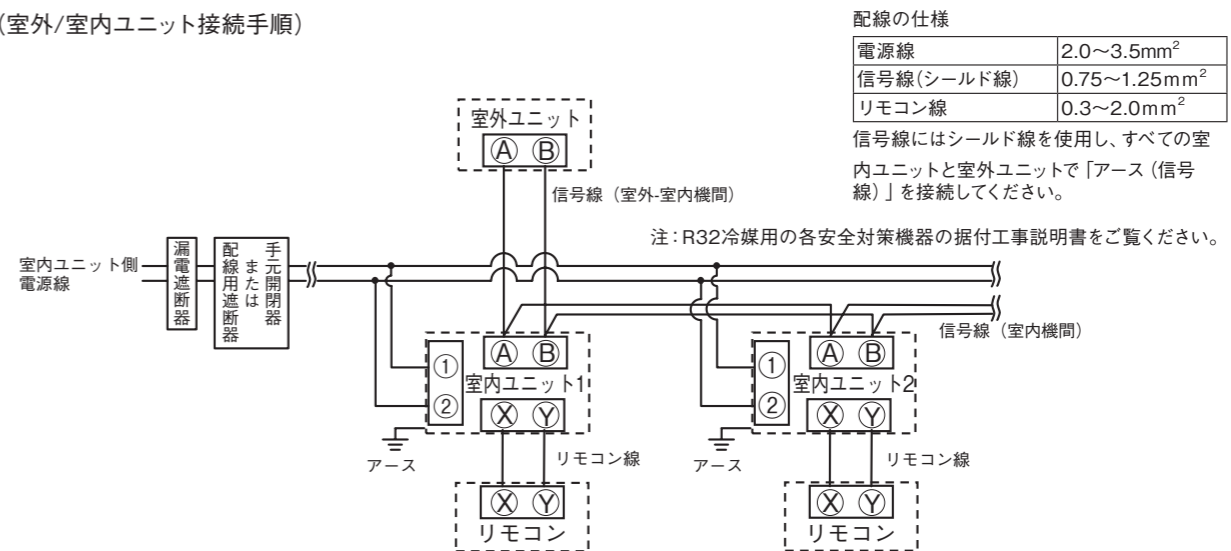 (室外/室内ユニット接続手順)
配線の仕様
電源線 2.0～3.5mm²
信号線(シールド線) 0.75～1.25mm²
リモコン線 0.3～2.0mm²
信号線にはシールド線を使用し、すべての室
内ユニットと室外ユニットで「アース（信号
線）」を接続してください。
注：R32冷媒用の各安全対策機器の据付工事説明書をご覧ください。
室外ユニット
Ⓐ Ⓑ
信号線（室外-室内機間）
室内ユニット側
電源線
漏電遮断器
手元開閉器
または
配線用遮断器
信号線（室内機間）
Ⓐ Ⓑ
①
室内ユニット1
②
Ⓧ Ⓨ
アース
リモコン線
Ⓧ Ⓨ
リモコン
Ⓐ Ⓑ
①
室内ユニット2
②
Ⓧ Ⓨ
アース
リモコン線
Ⓧ Ⓨ
リモコン